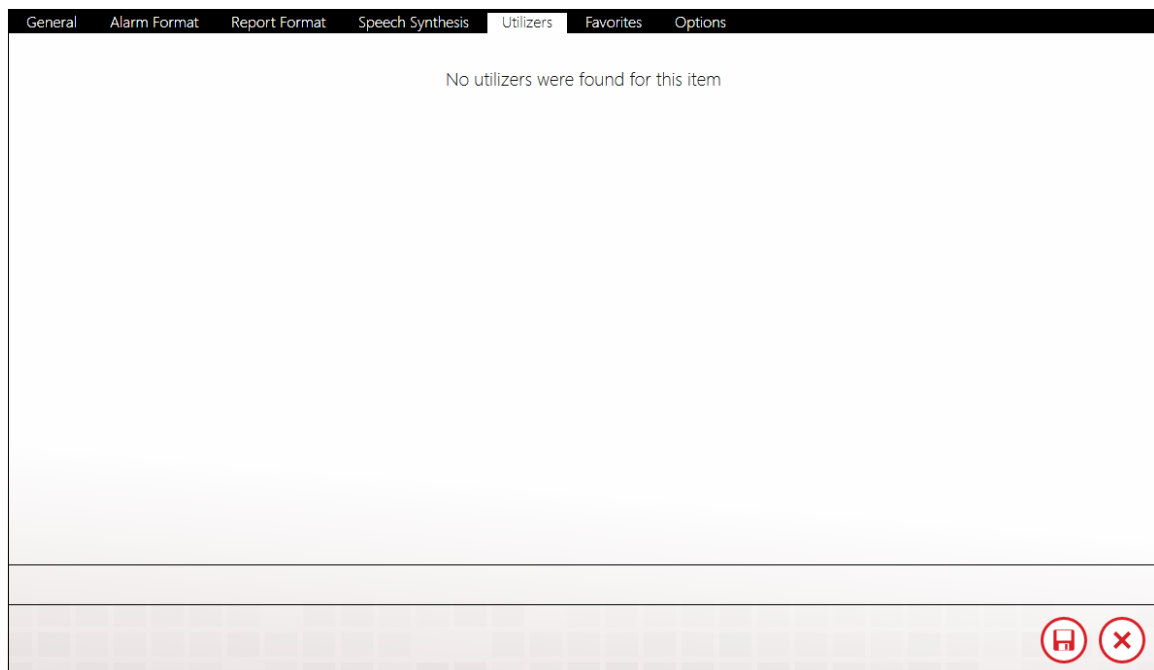 General Alarm Format Report Format Speech Synthesis Utilizers Favorites Options
No utilizers were found for this item